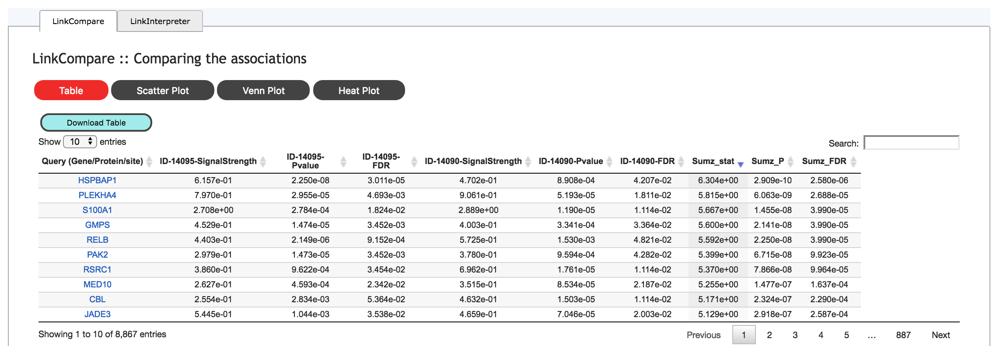 LinkCompare LinkInterpreter
LinkCompare :: Comparing the associations
Table Scatter Plot Venn Plot Heat Plot
Download Table
Show 10 entries Search:
Query (Gene/Protein/site) ID-14095-SignalStrength ID-14095-Pvalue ID-14095-FDR ID-14090-SignalStrength ID-14090-Pvalue ID-14090-FDR Sumz_stat Sumz_P Sumz_FDR
HSPBAP1 6.157e-01 2.250e-08 3.011e-05 4.702e-01 8.908e-04 4.207e-02 6.304e+00 2.909e-10 2.580e-06
PLEKHA4 7.970e-01 2.955e-05 4.693e-03 9.061e-01 5.193e-05 1.811e-02 5.815e+00 6.063e-09 2.688e-05
S100A1 2.708e+00 2.784e-04 1.824e-02 2.889e+00 1.190e-05 1.114e-02 5.667e+00 1.455e-08 3.990e-05
GMPS 4.529e-01 1.474e-05 3.452e-03 4.003e-01 3.341e-04 3.364e-02 5.600e+00 2.141e-08 3.990e-05
RELB 4.403e-01 2.149e-06 9.152e-04 5.725e-01 1.530e-03 4.821e-02 5.592e+00 2.250e-08 3.990e-05
PAK2 2.979e-01 1.473e-05 3.452e-03 3.780e-01 9.594e-04 4.282e-02 5.399e+00 6.715e-08 9.923e-05
RSRC1 3.860e-01 9.622e-04 3.454e-02 6.962e-01 1.761e-05 1.114e-02 5.370e+00 7.866e-08 9.964e-05
MED10 2.627e-01 4.593e-04 2.342e-02 3.515e-01 8.534e-05 2.187e-02 5.255e+00 1.477e-07 1.637e-04
CBL 2.554e-01 2.834e-03 5.364e-02 4.632e-01 1.503e-05 1.114e-02 5.171e+00 2.324e-07 2.290e-04
JADE3 5.445e-01 1.044e-03 3.538e-02 4.659e-01 7.046e-05 2.003e-02 5.129e+00 2.918e-07 2.587e-04
Showing 1 to 10 of 8,867 entries Previous 1 2 3 4 5 ... 887 Next